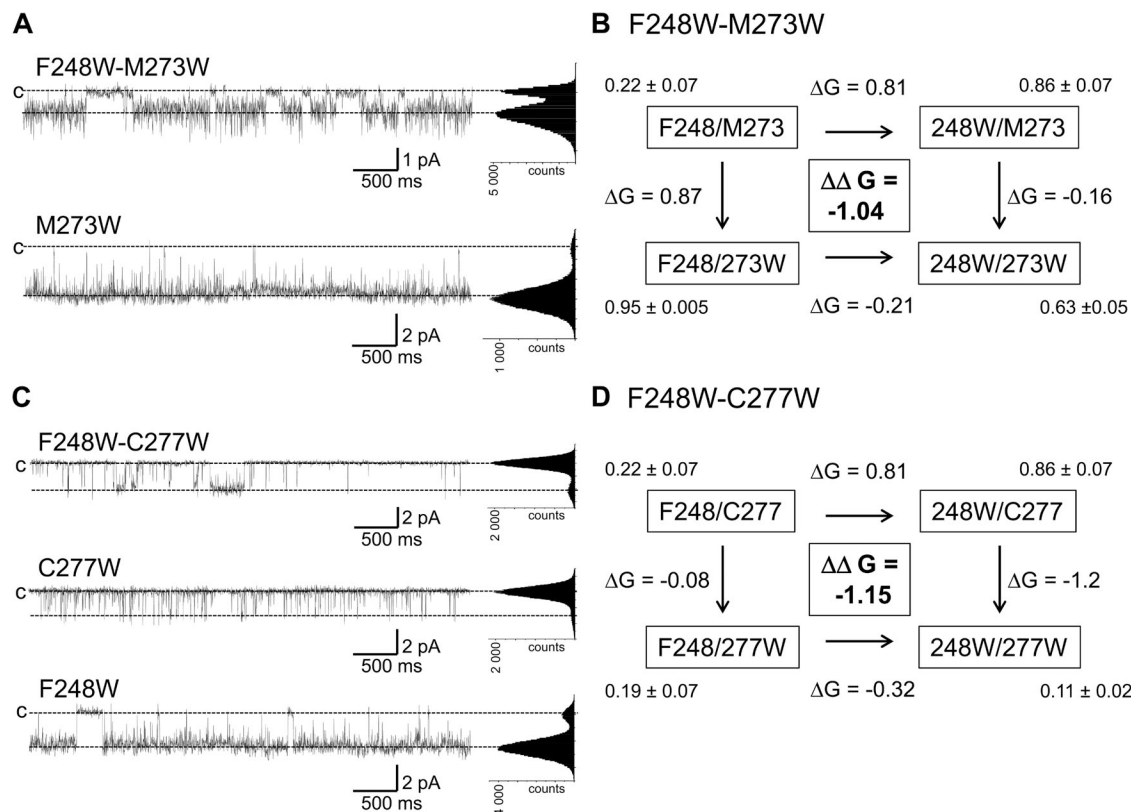 A
F248W-M273W
C
1 pA
500 ms
5 000
counts
M273W
C
2 pA
500 ms
1 000
counts
B F248W-M273W
0.22 ± 0.07
ΔG = 0.81
0.86 ± 0.07
F248/M273
248W/M273
ΔG = 0.87
ΔΔ G =
-1.04
ΔG = -0.16
F248/273W
248W/273W
0.95 ± 0.005
ΔG = -0.21
0.63 ±0.05
C
F248W-C277W
C
2 pA
500 ms
2 000
counts
C277W
C
2 pA
500 ms
2 000
counts
F248W
C
2 pA
500 ms
4 000
counts
D F248W-C277W
0.22 ± 0.07
ΔG = 0.81
0.86 ± 0.07
F248/C277
248W/C277
ΔG = -0.08
ΔΔ G =
-1.15
ΔG = -1.2
F248/277W
248W/277W
0.19 ± 0.07
ΔG = -0.32
0.11 ± 0.02